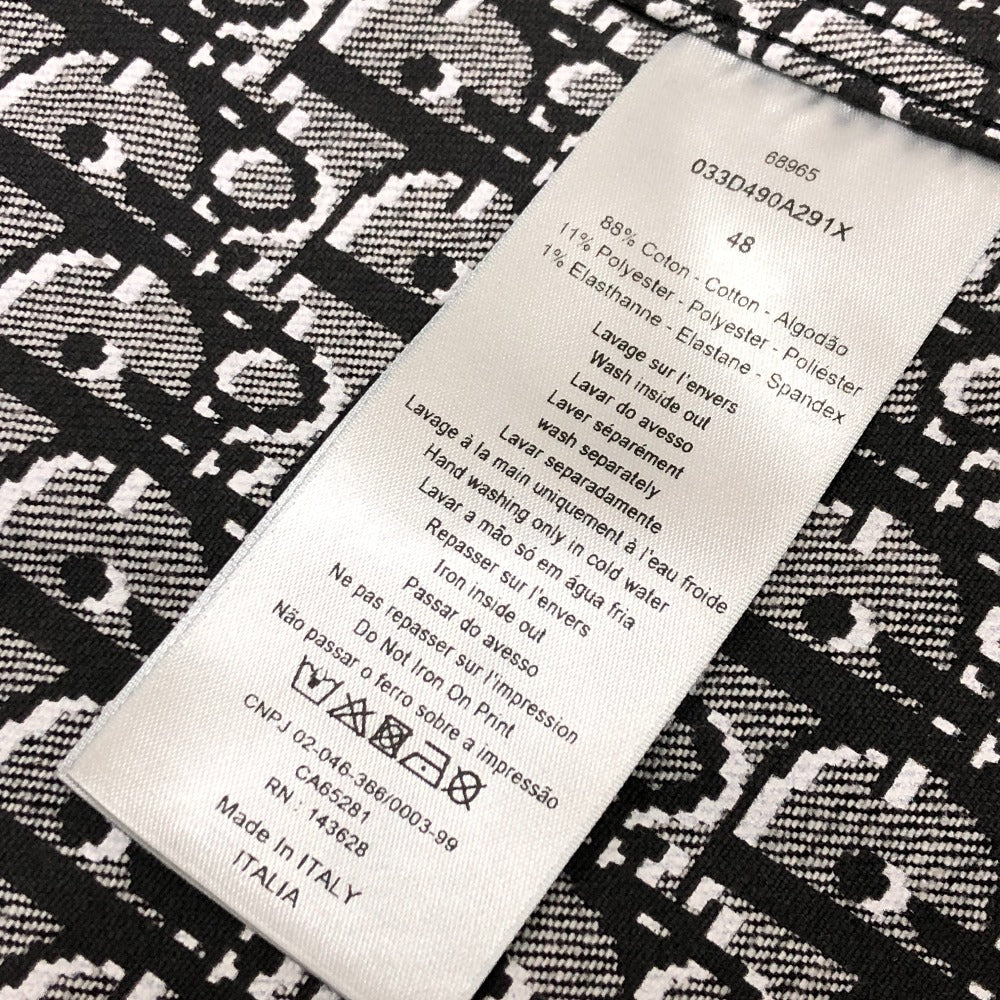 68965
033D490A291X
48
88% Coton - Cotton - Algodão
11% Polyester - Polyester - Poliéster
1% Elasthanne - Elastane - Spandex
Lavage sur l'envers
Wash inside out
Lavar do avesso
Laver séparément
wash separately
Lavar separadamente
Lavage à la main uniquement à l'eau froide
Hand washing only in cold water
Lavar a mão só em água fria
Repasser sur l'envers
Iron inside out
Passar do avesso
Ne pas repasser sur l'impression
Do Not Iron On Print
Não passar o ferro sobre a impressão
CNPJ 02-046-366/0003-99
CA65281
RN : 143628
Made In ITALY
ITALIA